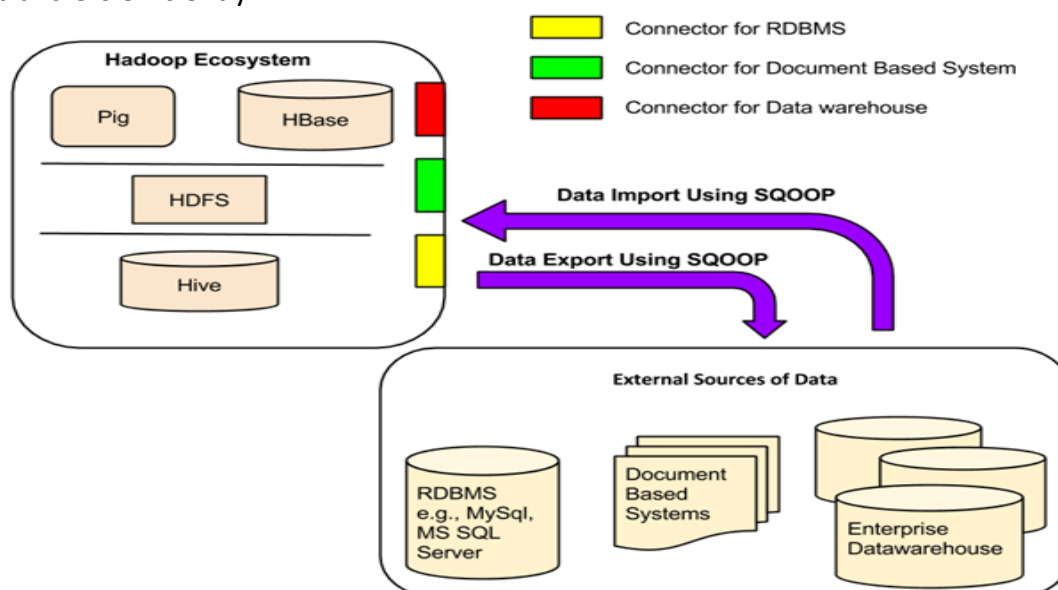 Connector for RDBMS
Hadoop Ecosystem
Connector for Document Based System
Pig
HBase
Connector for Data warehouse
HDFS
Data Import Using SQOOP
Data Export Using SQOOP
Hive
External Sources of Data
RDBMS
e.g., MySql,
MS SQL
Server
Document
Based
Systems
Enterprise
Datawarehouse